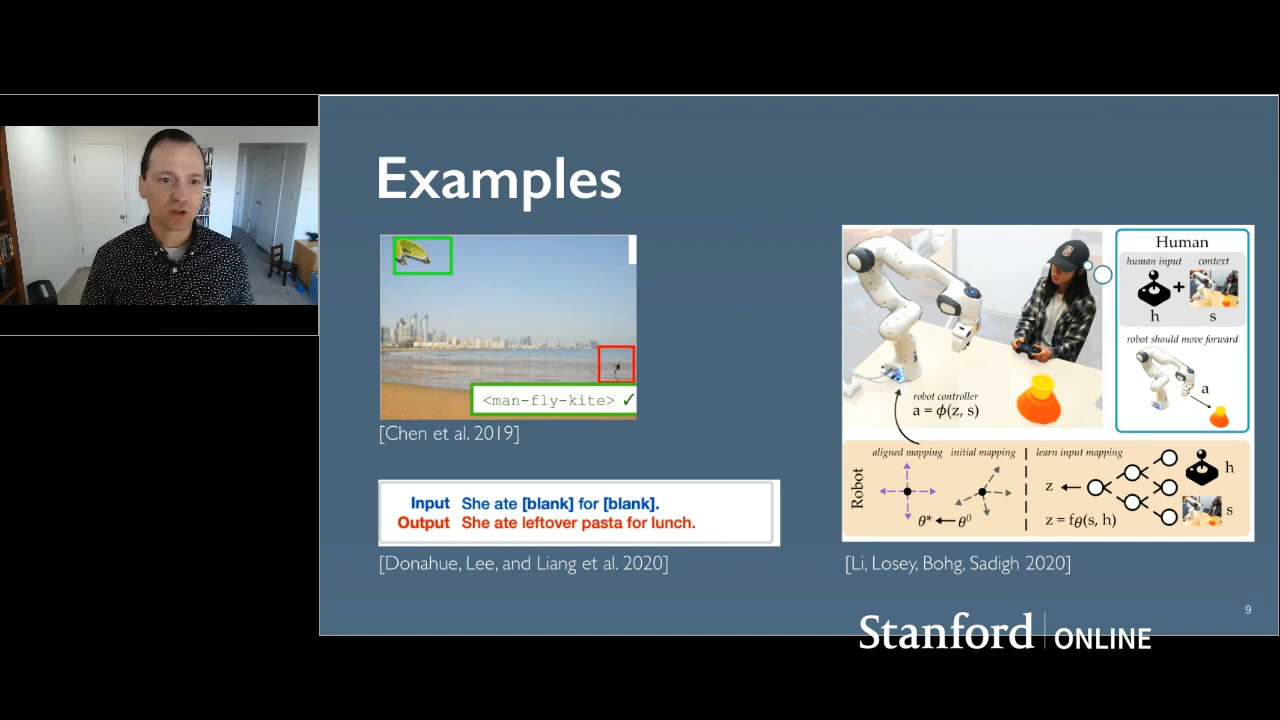 Examples
<man-fly-kite> ✓
[Chen et al. 2019]
Input She ate [blank] for [blank].
Output She ate leftover pasta for lunch.
[Donahue, Lee, and Liang et al. 2020]
Human
human input context
+
h s
robot should move forward
a
robot controller
a = ϕ(z, s)
Robot
aligned mapping initial mapping learn input mapping
h
z
s
θ* θ⁰ z = fθ(s, h)
[Li, Losey, Bohg, Sadigh 2020]
9
Stanford ONLINE